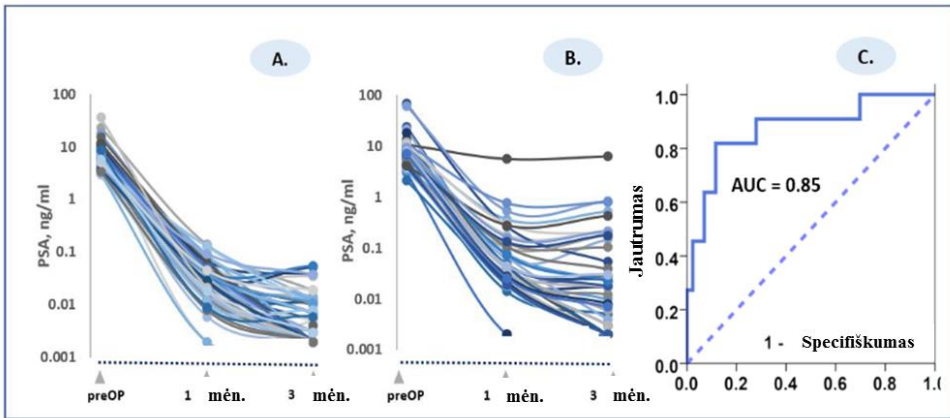 A.
PSA, ng/ml
100
10
1
0.1
0.01
0.001
preOP 1 mėn. 3 mėn.
B.
PSA, ng/ml
100
10
1
0.1
0.01
0.001
preOP 1 mėn. 3 mėn.
C.
Jautrumas
1.0
0.8
0.6
0.4
0.2
0.0
AUC = 0.85
1 - Specifiškumas
0.0 0.2 0.4 0.6 0.8 1.0